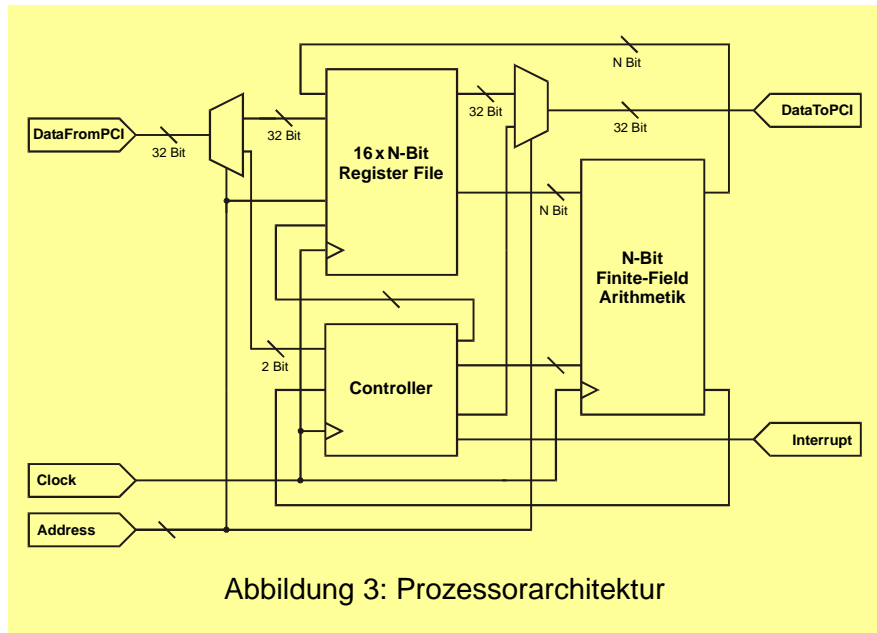 N Bit
DataFromPCI
32 Bit
32 Bit
16 x N-Bit
Register File
32 Bit
32 Bit
DataToPCI
N Bit
N-Bit
Finite-Field
Arithmetik
2 Bit
Controller
Interrupt
Clock
Address
Abbildung 3: Prozessorarchitektur